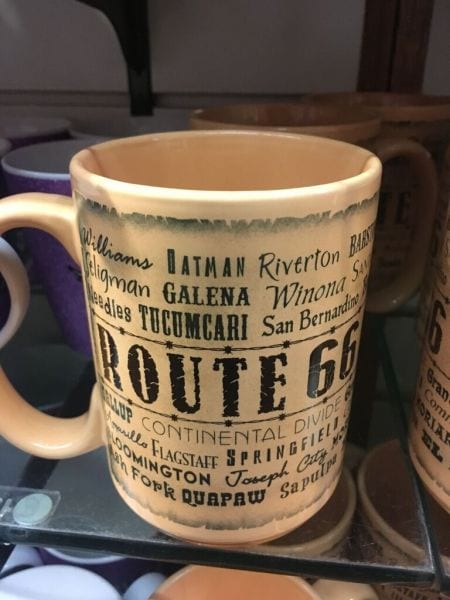 Williams OATMAN Riverton
Seligman GALENA Winona
Needles TUCUMCARI San Bernardino
ROUTE 66
CONTINENTAL DIVIDE
FLAGSTAFF SPRINGFIELD
BLOOMINGTON Joseph City
Ash Fork QUAPAW Sapulpa